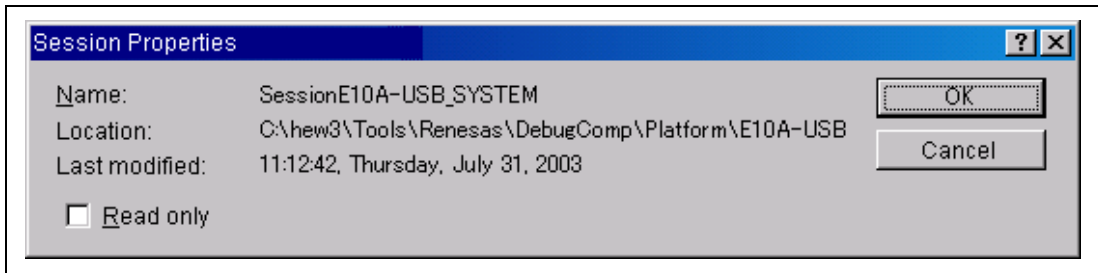 Session Properties
Name: SessionE10A-USB_SYSTEM
Location: C:\hew3\Tools\Renesas\DebugComp\Platform\E10A-USB
Last modified: 11:12:42, Thursday, July 31, 2003
Read only
OK
Cancel